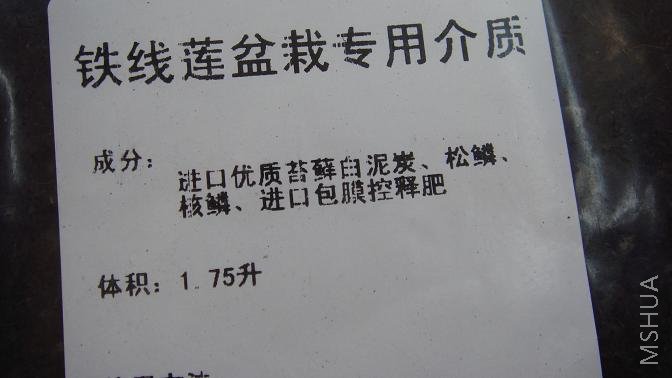 铁线莲盆栽专用介质
成分：
进口优质苔藓白泥炭、松鳞、
核鳞、进口包膜控释肥
体积：1.75升
MSHUA